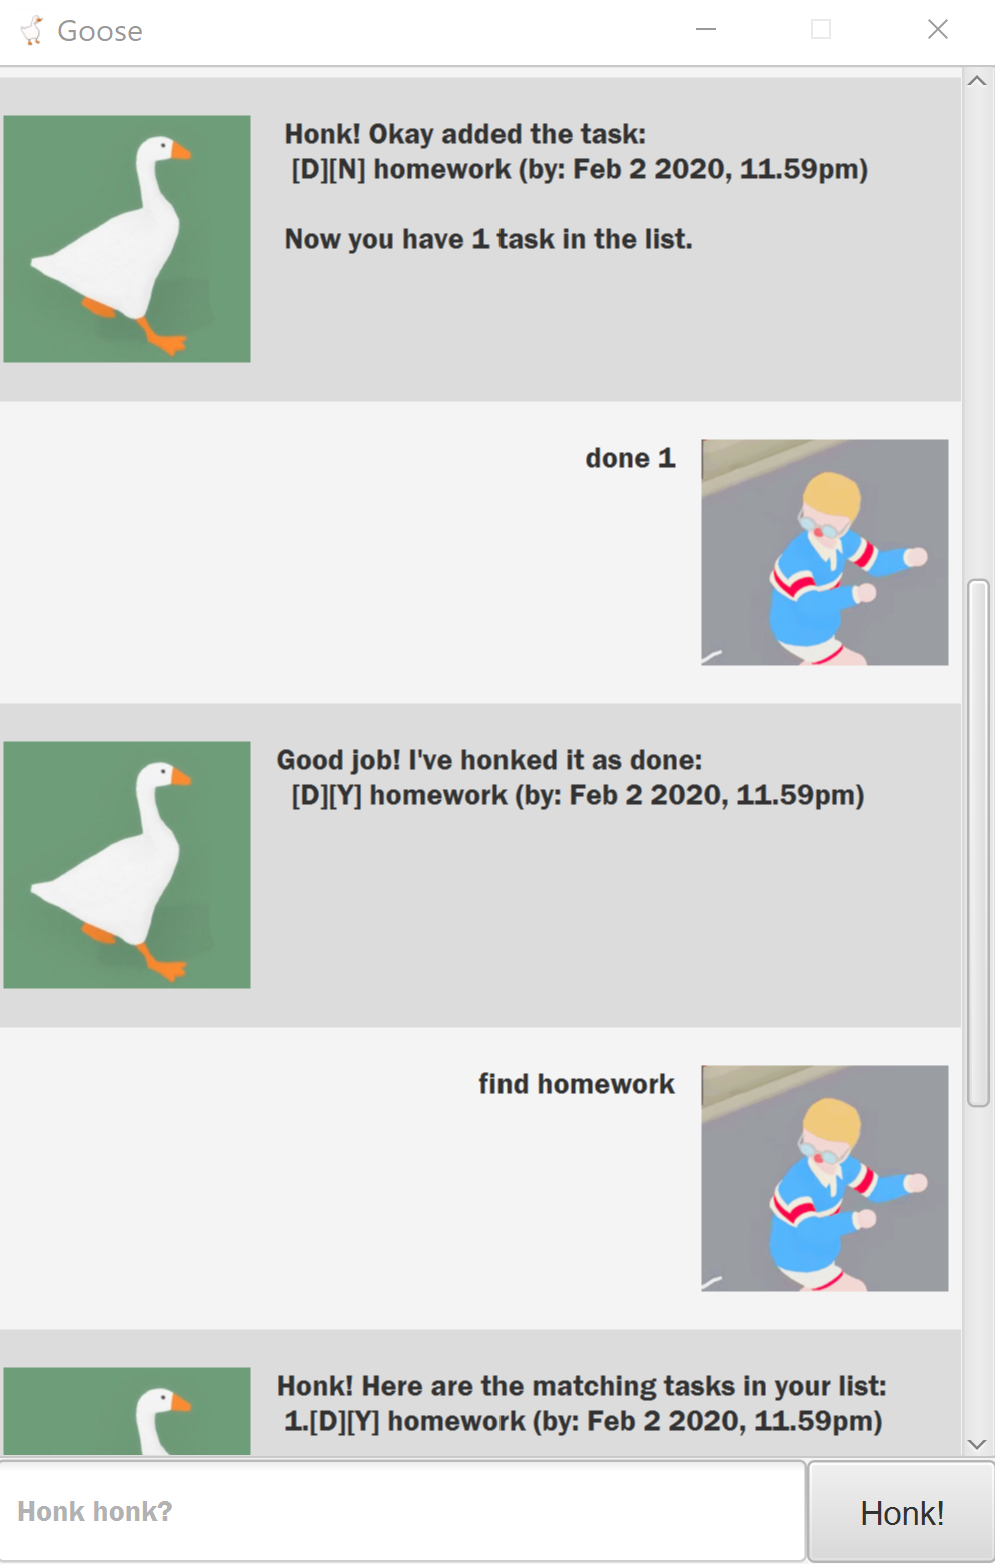 Goose
Honk! Okay added the task:
[D][N] homework (by: Feb 2 2020, 11.59pm)
Now you have 1 task in the list.
done 1
Good job! I've honked it as done:
[D][Y] homework (by: Feb 2 2020, 11.59pm)
find homework
Honk! Here are the matching tasks in your list:
1.[D][Y] homework (by: Feb 2 2020, 11.59pm)
Honk honk?
Honk!